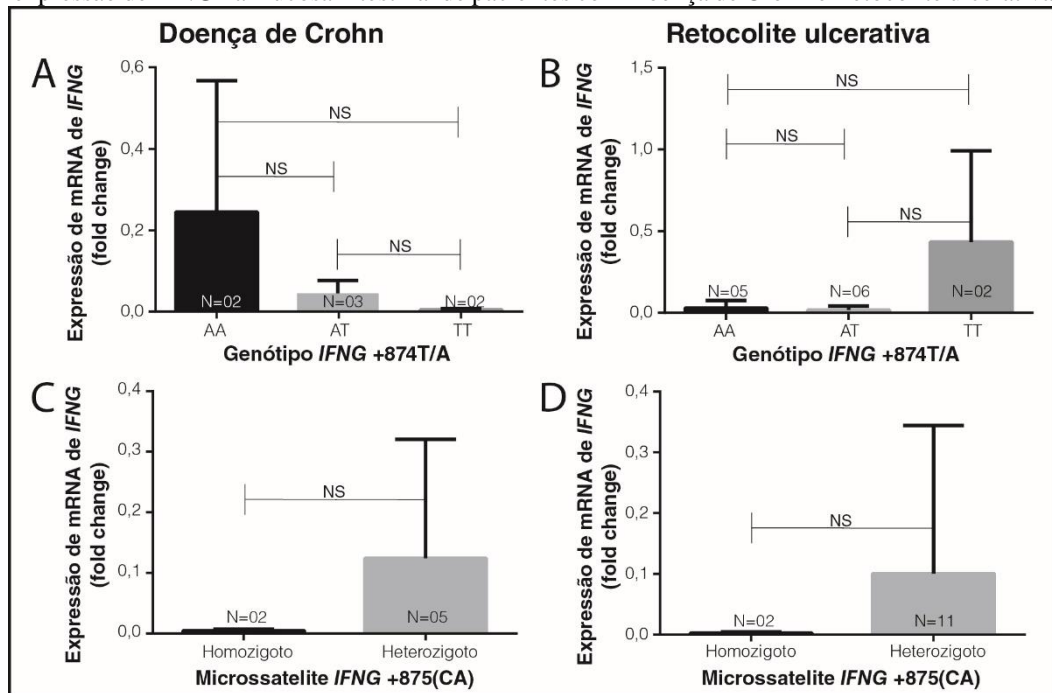 Doença de Crohn
Retocolite ulcerativa
A
Expressão de mRNA de IFNG
(fold change)
0,6
0,4
0,2
0,0
NS
NS
NS
N=02
N=03
N=02
AA
AT
TT
Genótipo IFNG +874T/A
B
Expressão de mRNA de IFNG
(fold change)
1,5
1,0
0,5
0,0
NS
NS
NS
N=05
N=06
N=02
AA
AT
TT
Genótipo IFNG +874T/A
C
Expressão de mRNA de IFNG
(fold change)
0,4
0,3
0,2
0,1
0,0
NS
N=02
N=05
Homozigoto
Heterozigoto
Microssatelite IFNG +875(CA)
D
Expressão de mRNA de IFNG
(fold change)
0,4
0,3
0,2
0,1
0,0
NS
N=02
N=11
Homozigoto
Heterozigoto
Microssatelite IFNG +875(CA)